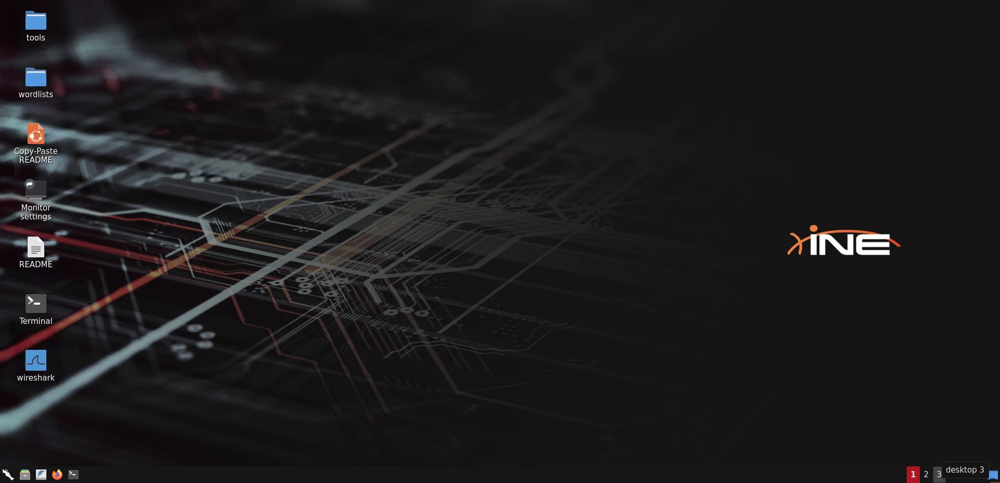 tools
wordlists
Copy-Paste
README
Monitor
settings
README
Terminal
wireshark
INE
1 2 3
desktop 3